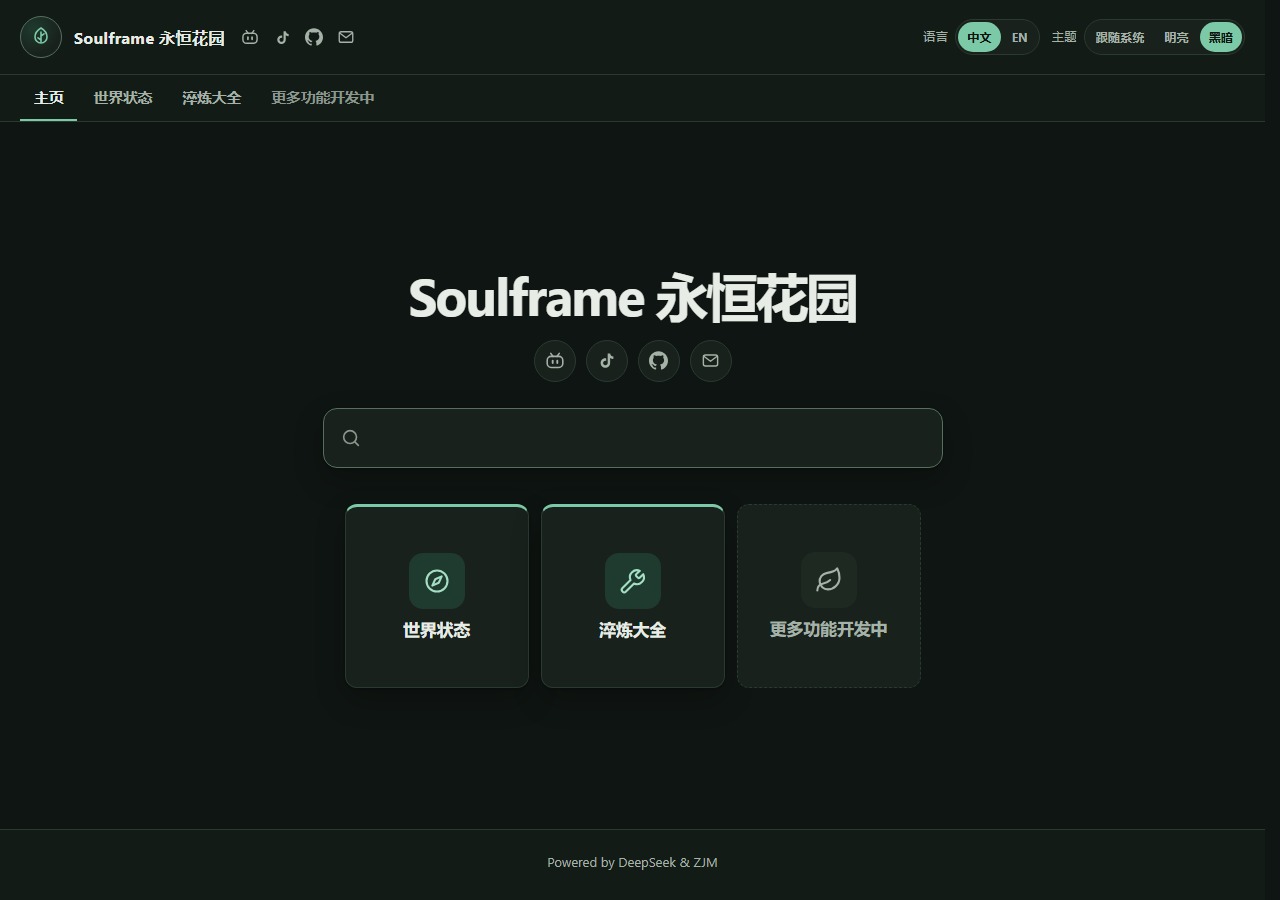 Soulframe 永恒花园
语言 中文 EN 主题 跟随系统 明亮 黑暗
主页 世界状态 淬炼大全 更多功能开发中
Soulframe 永恒花园
世界状态 淬炼大全 更多功能开发中
Powered by DeepSeek & ZJM